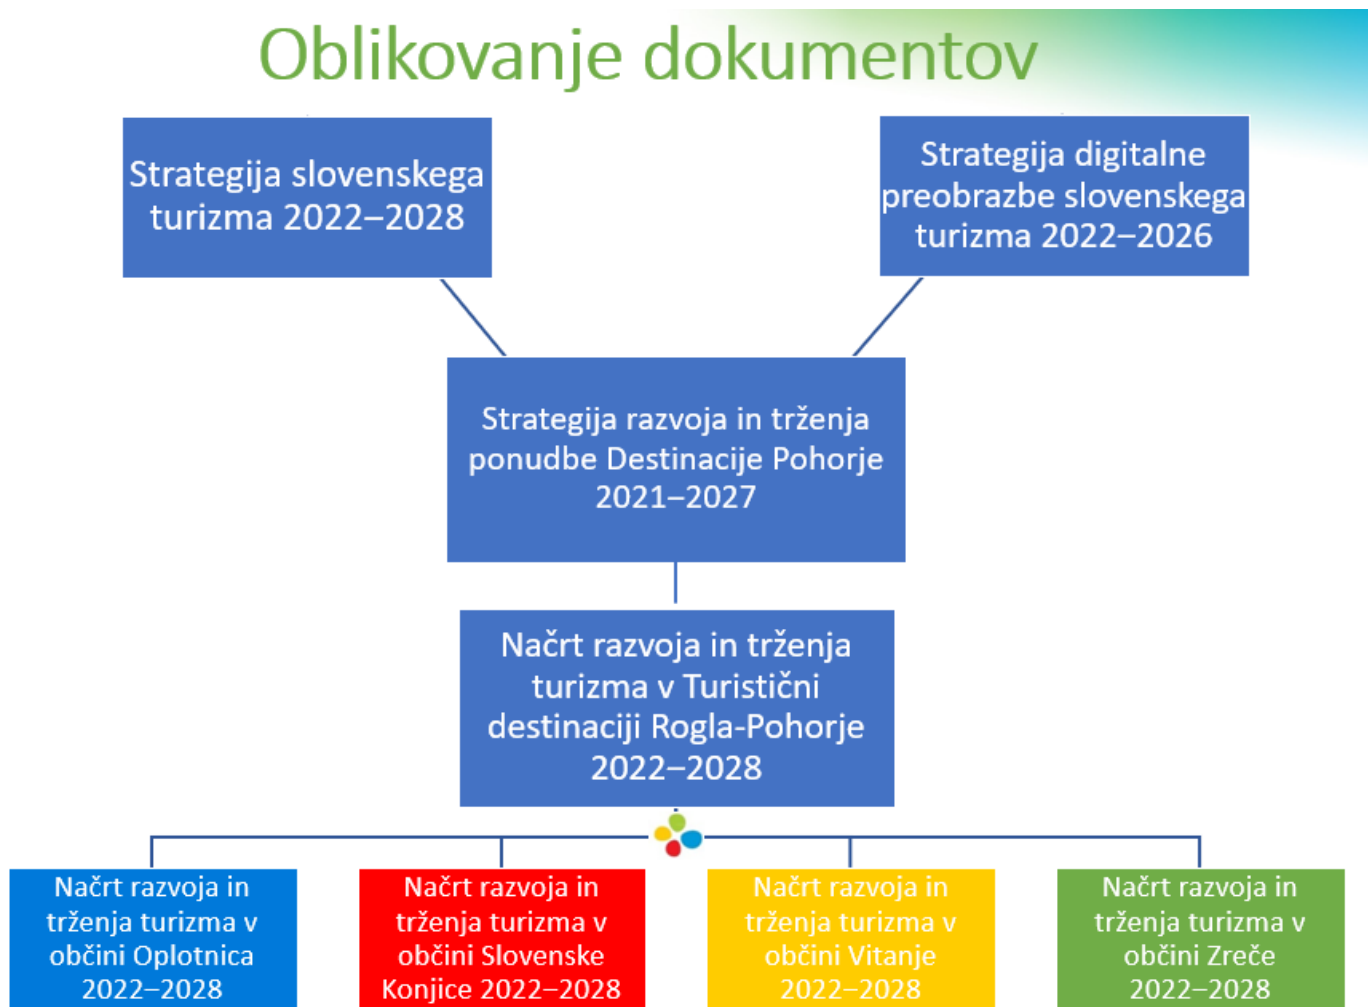 Oblikovanje dokumentov
Strategija slovenskega
turizma 2022–2028
Strategija digitalne
preobrazbe slovenskega
turizma 2022–2026
Strategija razvoja in trženja
ponudbe Destinacije Pohorje
2021–2027
Načrt razvoja in trženja
turizma v Turistični
destinaciji Rogla-Pohorje
2022–2028
Načrt razvoja in
trženja turizma v
občini Oplotnica
2022–2028
Načrt razvoja in
trženja turizma v
občini Slovenske
Konjice 2022–2028
Načrt razvoja in
trženja turizma v
občini Vitanje
2022–2028
Načrt razvoja in
trženja turizma v
občini Zreče
2022–2028